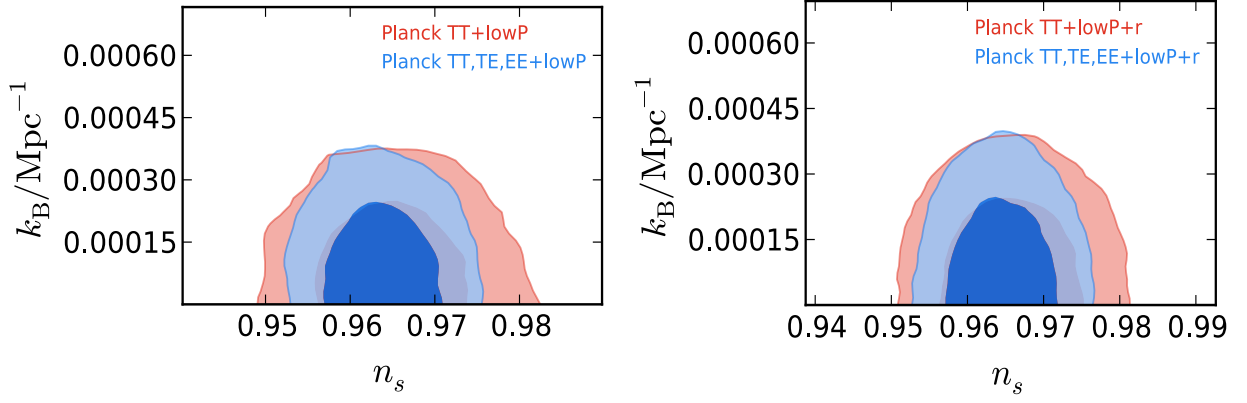 Planck TT+lowP
Planck TT,TE,EE+lowP
0.00060
0.00045
0.00030
0.00015
k_B/Mpc⁻¹
0.95 0.96 0.97 0.98
n_s
Planck TT+lowP+r
Planck TT,TE,EE+lowP+r
0.00060
0.00045
0.00030
0.00015
k_B/Mpc⁻¹
0.94 0.95 0.96 0.97 0.98 0.99
n_s